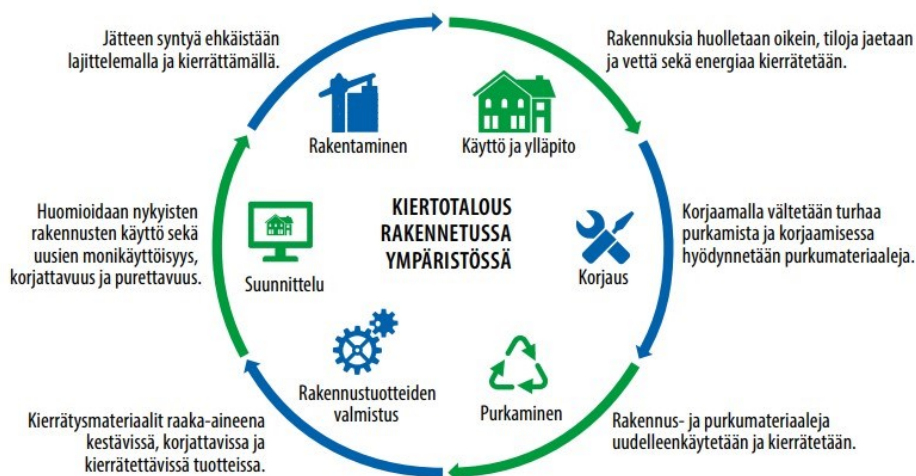 Jätteen syntyä ehkäistään
lajittelemalla ja kierrättämällä.
Rakentaminen
Rakennuksia huolletaan oikein, tiloja jaetaan
ja vettä sekä energiaa kierrätetään.
Käyttö ja ylläpito
KIERTOTALOUS
RAKENNETUSSA
YMPÄRISTÖSSÄ
Huomioidaan nykyisten
rakennusten käyttö sekä
uusien monikäyttöisyys,
korjattavuus ja purettavuus.
Suunnittelu
Korjaus
Korjaamalla vältetään turhaa
purkamista ja korjaamisessa
hyödynnetään purkumateriaaleja.
Rakennustuotteiden
valmistus
Purkaminen
Kierrätysmateriaalit raaka-aineena
kestävissä, korjattavissa ja
kierrätettävissä tuotteissa.
Rakennus- ja purkumateriaaleja
uudelleenkäytetään ja kierrätetään.